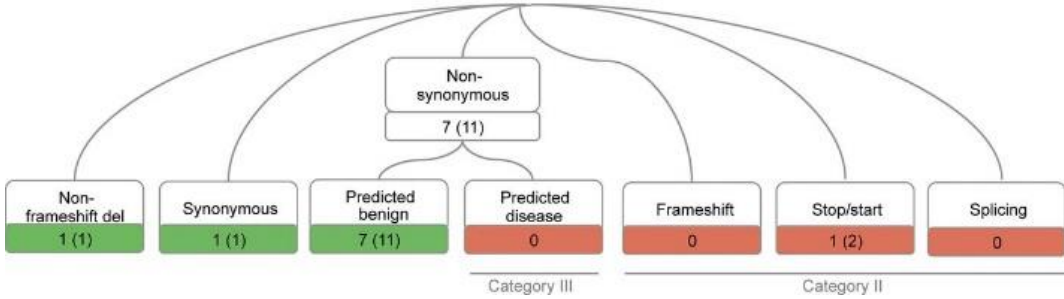 Non-
synonymous
7 (11)
Non-
frameshift del
1 (1)
Synonymous
1 (1)
Predicted
benign
7 (11)
Predicted
disease
0
Frameshift
0
Stop/start
1 (2)
Splicing
0
Category III
Category II